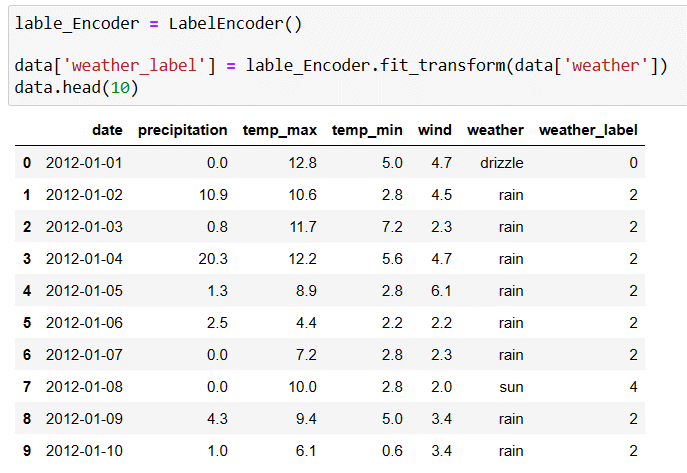 lable_Encoder = LabelEncoder()
data['weather_label'] = lable_Encoder.fit_transform(data['weather'])
data.head(10)
date precipitation temp_max temp_min wind weather weather_label
0 2012-01-01 0.0 12.8 5.0 4.7 drizzle 0
1 2012-01-02 10.9 10.6 2.8 4.5 rain 2
2 2012-01-03 0.8 11.7 7.2 2.3 rain 2
3 2012-01-04 20.3 12.2 5.6 4.7 rain 2
4 2012-01-05 1.3 8.9 2.8 6.1 rain 2
5 2012-01-06 2.5 4.4 2.2 2.2 rain 2
6 2012-01-07 0.0 7.2 2.8 2.3 rain 2
7 2012-01-08 0.0 10.0 2.8 2.0 sun 4
8 2012-01-09 4.3 9.4 5.0 3.4 rain 2
9 2012-01-10 1.0 6.1 0.6 3.4 rain 2